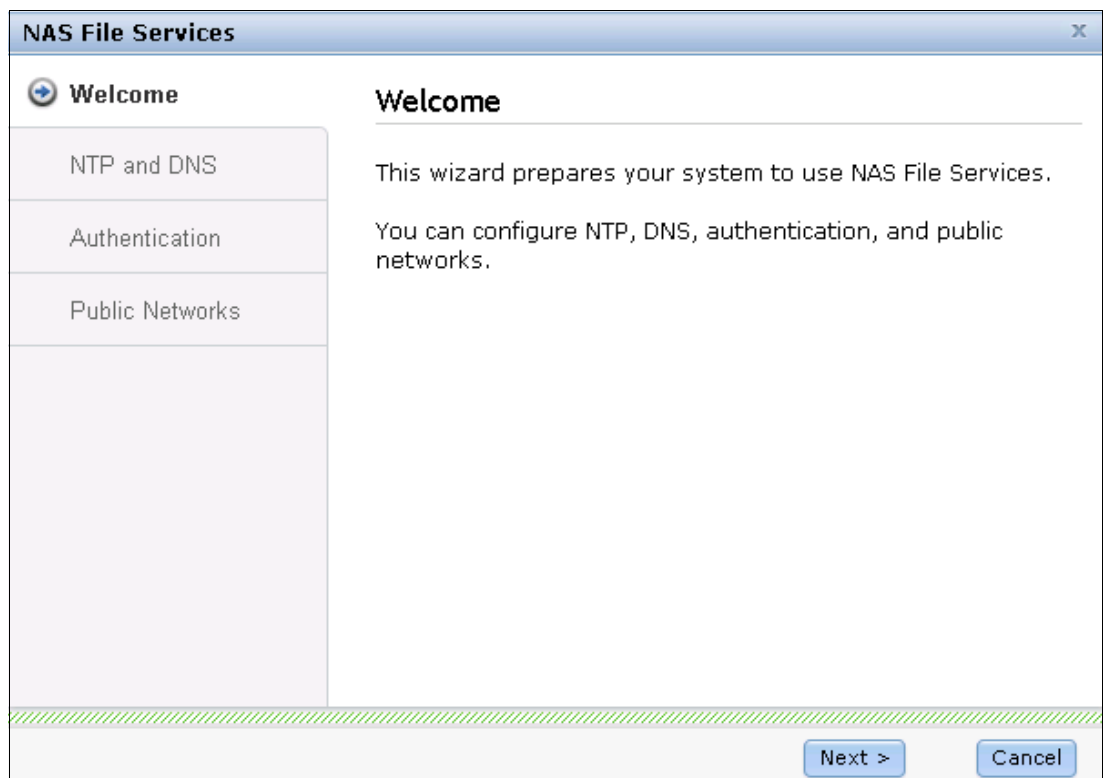 NAS File Services
x
Welcome
NTP and DNS
Authentication
Public Networks
Welcome
This wizard prepares your system to use NAS File Services.
You can configure NTP, DNS, authentication, and public
networks.
Next >
Cancel